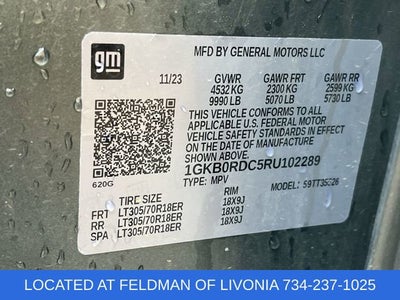 gm
MFD BY GENERAL MOTORS LLC
11/23 GVWR GAWR FRT GAWR RR
4532 KG 2300 KG 2599 KG
9990 LB 5070 LB 5730 LB
THIS VEHICLE CONFORMS TO ALL
APPLICABLE U.S. FEDERAL MOTOR
VEHICLE SAFETY STANDARDS IN EFFECT
ON THE DATE OF MANUFACTURE
SHOWN ABOVE.
1GKB0RDC5RU102289
620G TYPE: MPV MODEL:
TIRE SIZE RIM
FRT LT305/70R18ER 18X9J
RR LT305/70R18ER 18X9J
RR LT305/70R18ER 18X9J
LOCATED AT FELDMAN OF LIVONIA 734-237-1025